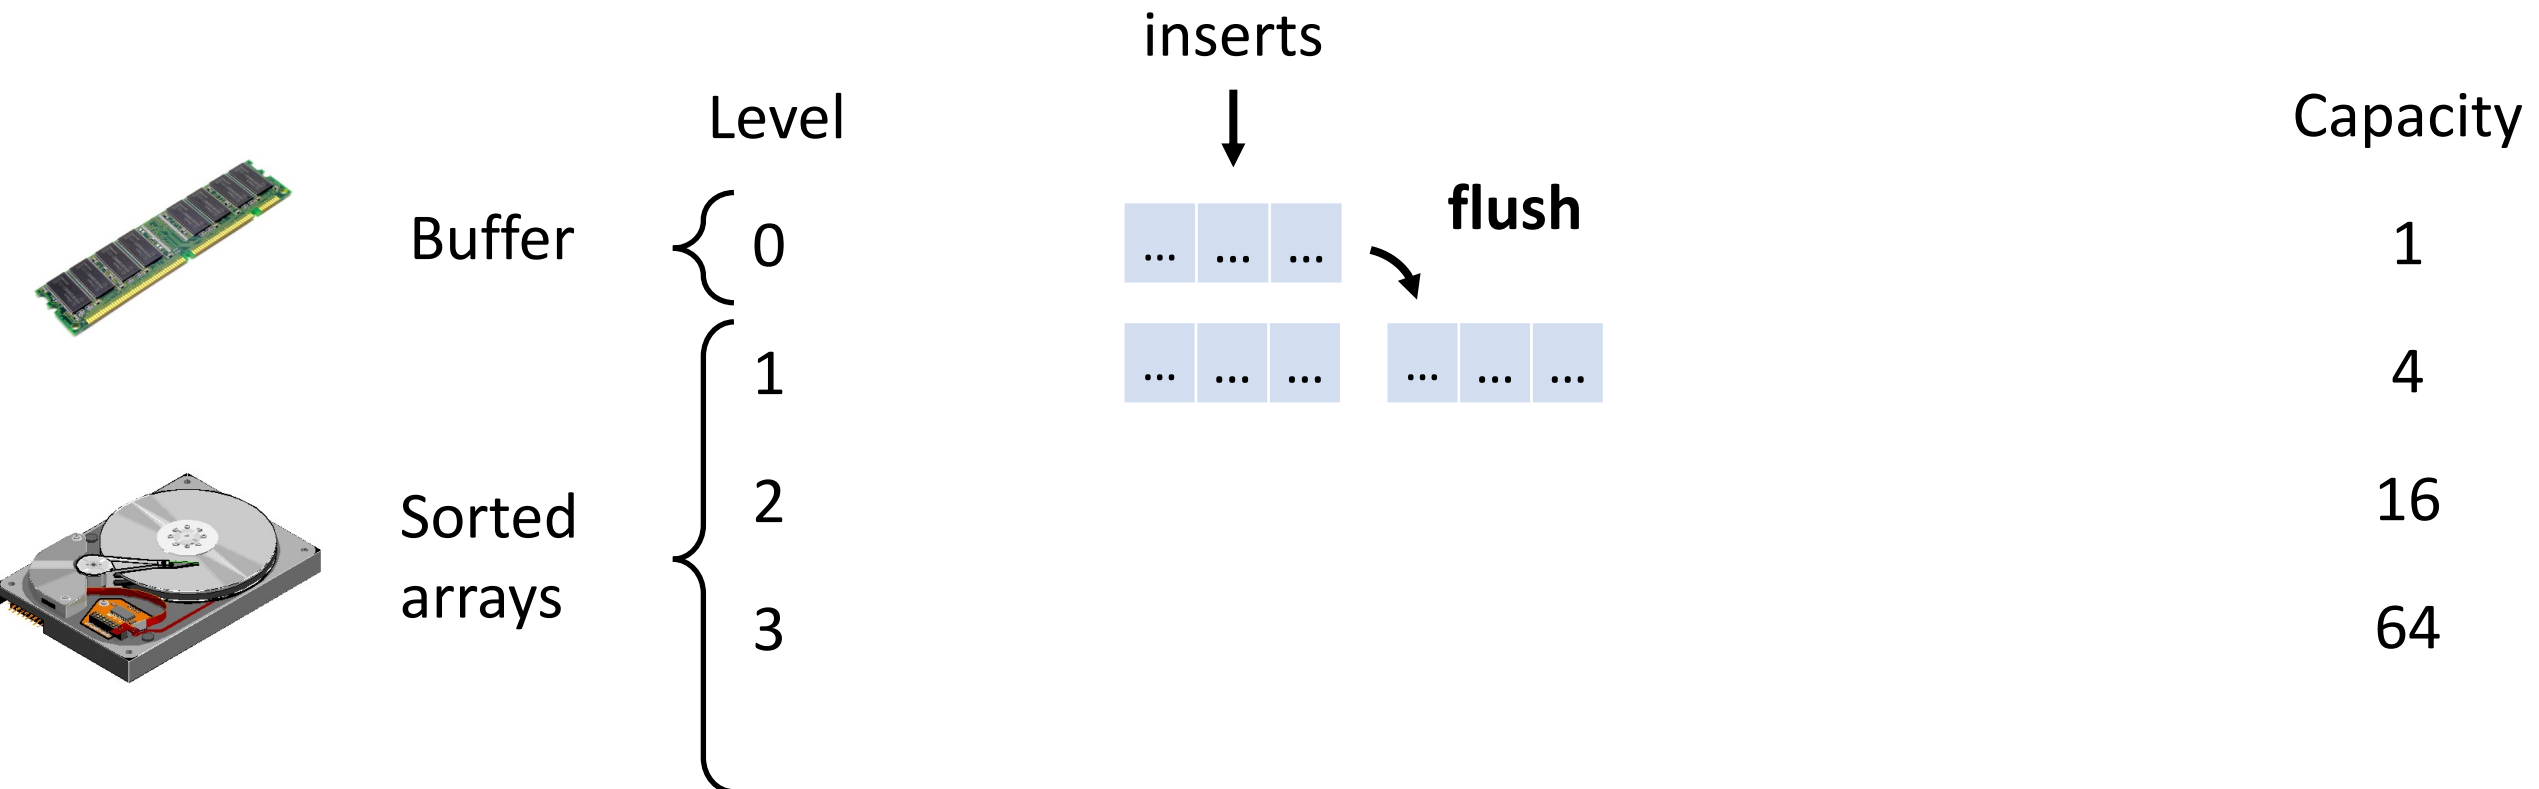 inserts
Level
Capacity
Buffer
0
... ... ...
flush
1
1
... ... ... ... ... ...
4
Sorted
arrays
2
16
3
64